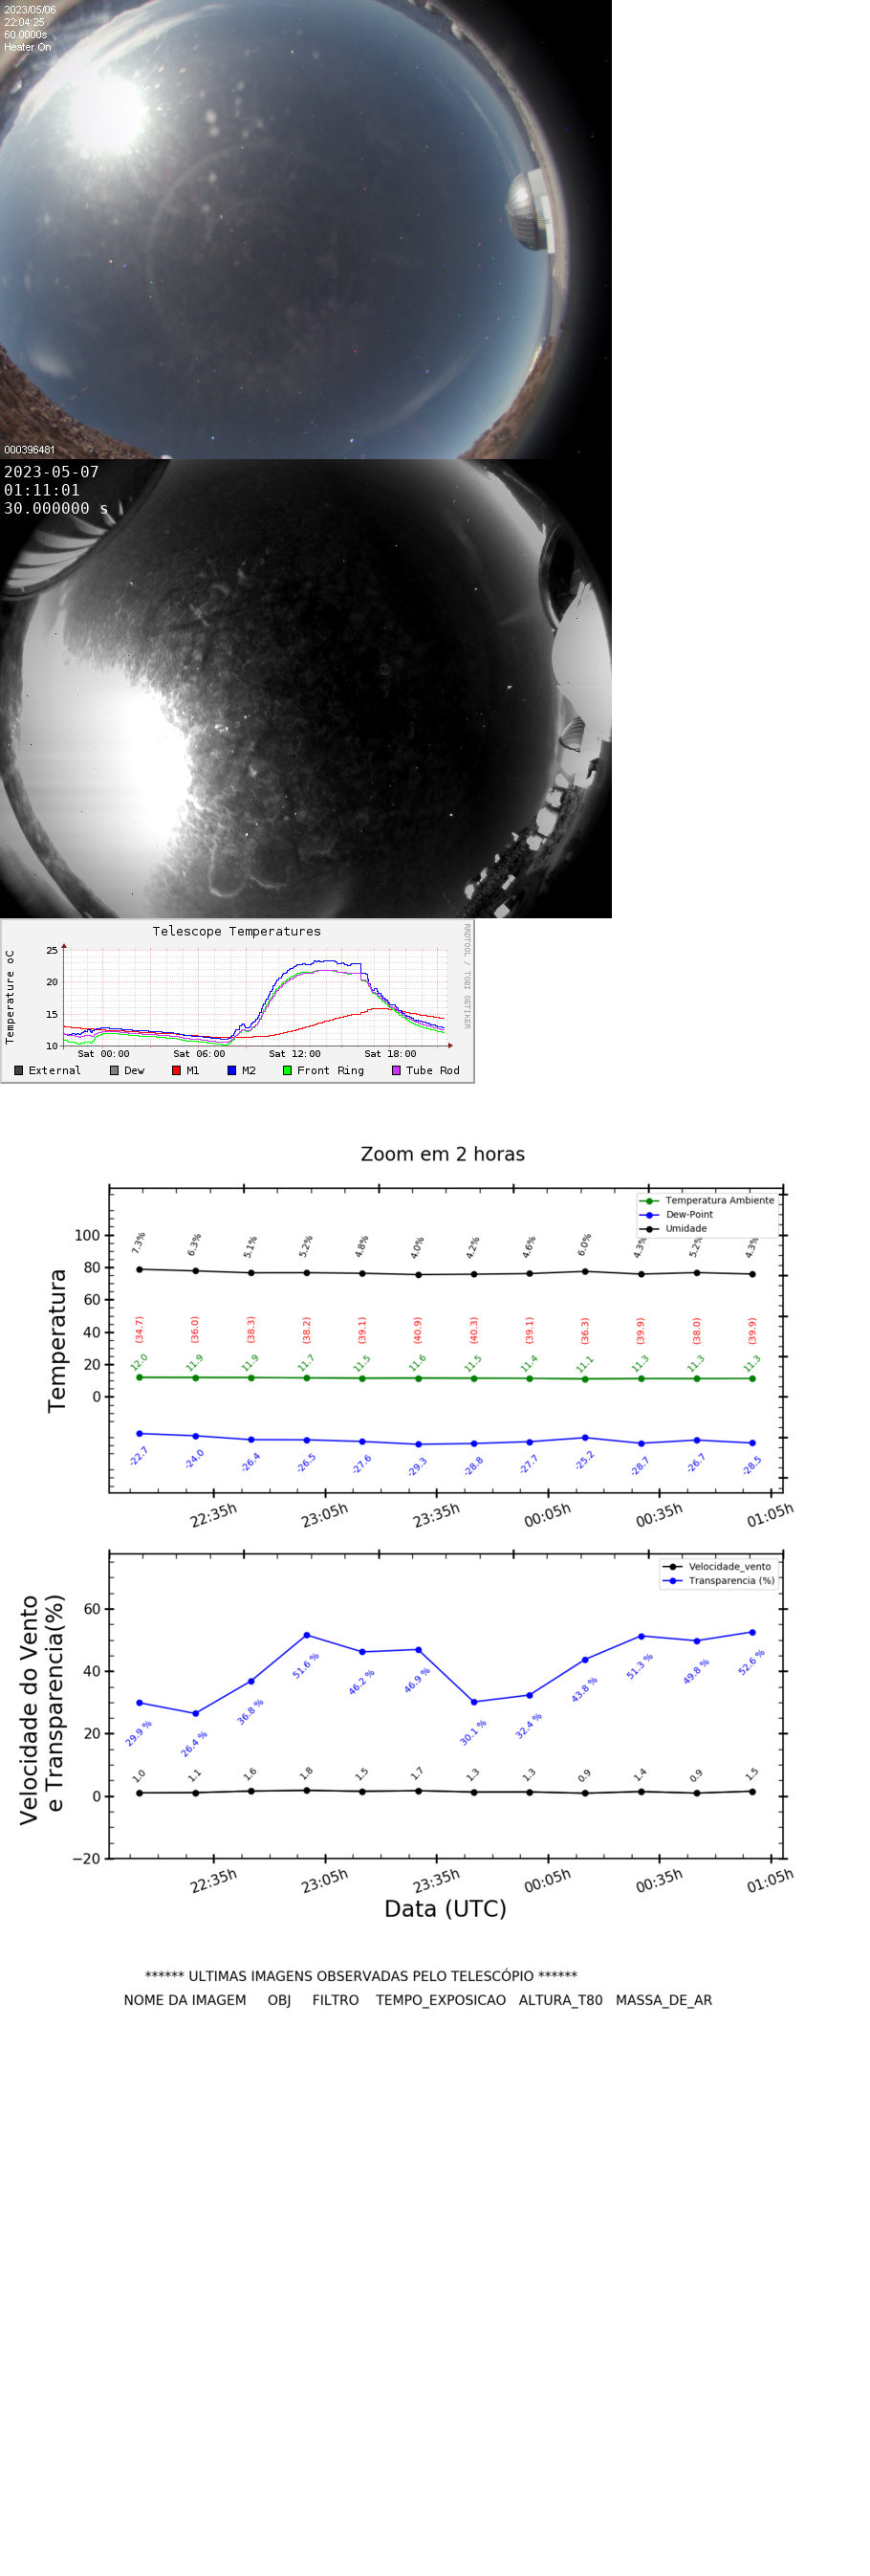 2023/05/06
22:04:25
60.0000s
Heater On
000396481
2023-05-07
01:11:01
30.000000 s
Telescope Temperatures
RRDTOOL / TOBI OETIKER
Temperature oC
25
20
15
10
Sat 00:00 Sat 06:00 Sat 12:00 Sat 18:00
External Dew M1 M2 Front Ring Tube Rod
Zoom em 2 horas
Temperatura
Temperatura Ambiente
Dew-Point
Umidade
100
80
60
40
20
0
7.3% 6.3% 5.1% 5.2% 4.8% 4.0% 4.2% 4.6% 6.0% 4.3% 5.2% 4.3%
(34.7) (36.0) (38.3) (38.2) (39.1) (40.9) (40.3) (39.1) (36.3) (39.9) (38.0) (39.9)
12.0 11.9 11.9 11.7 11.5 11.6 11.5 11.4 11.1 11.3 11.3 11.3
-22.7 -24.0 -26.4 -26.5 -27.6 -29.3 -28.8 -27.7 -25.2 -28.7 -26.7 -28.5
22:35h 23:05h 23:35h 00:05h 00:35h 01:05h
Velocidade do Vento
e Transparencia(%)
Velocidade_vento
Transparencia (%)
60
40
20
0
−20
29.9 % 26.4 % 36.8 % 51.6 % 46.2 % 46.9 % 30.1 % 32.4 % 43.8 % 51.3 % 49.8 % 52.6 %
1.0 1.1 1.6 1.8 1.5 1.7 1.3 1.3 0.9 1.4 0.9 1.5
22:35h 23:05h 23:35h 00:05h 00:35h 01:05h
Data (UTC)
****** ULTIMAS IMAGENS OBSERVADAS PELO TELESCÓPIO ******
NOME DA IMAGEM OBJ FILTRO TEMPO_EXPOSICAO ALTURA_T80 MASSA_DE_AR